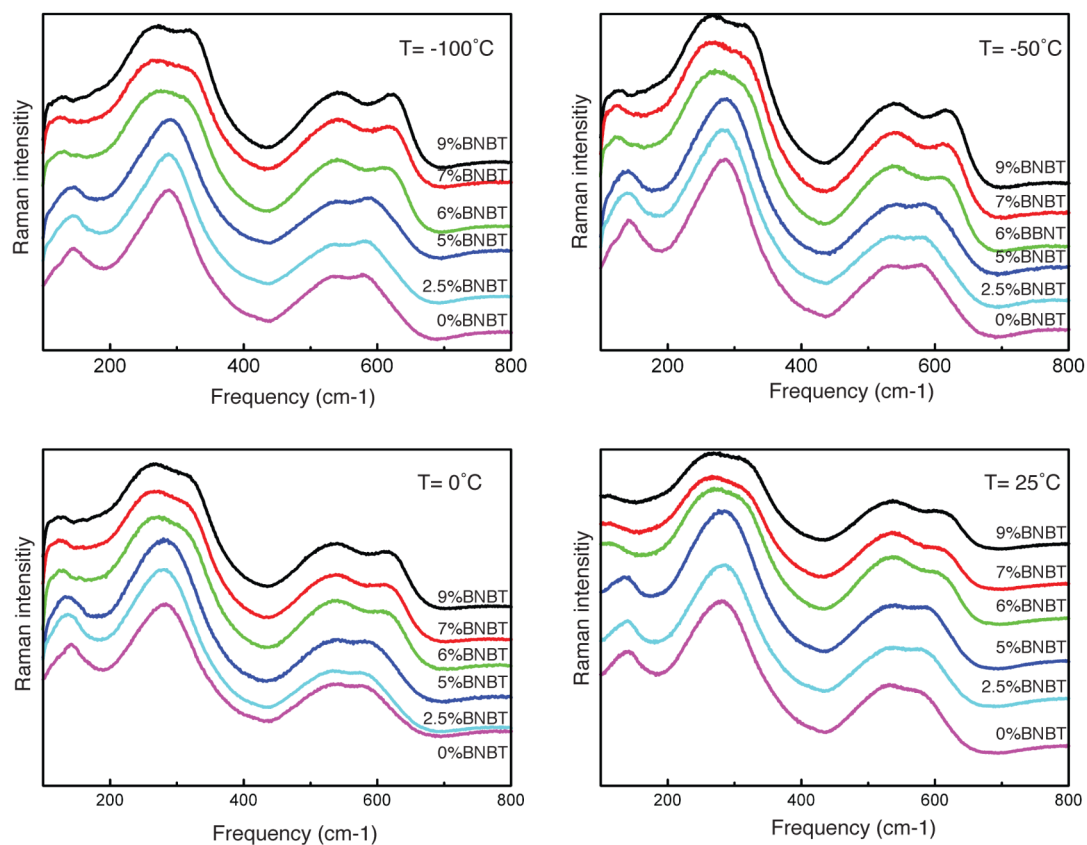 T= -100°C
Raman intensitiy
9%BNBT
7%BNBT
6%BNBT
5%BNBT
2.5%BNBT
0%BNBT
200
400
600
800
Frequency (cm-1)
T= -50°C
Raman intensitiy
9%BNBT
7%BNBT
6%BBNT
5%BNBT
2.5%BNBT
0%BNBT
200
400
600
800
Frequency (cm-1)
T= 0°C
Raman intensitiy
9%BNBT
7%BNBT
6%BNBT
5%BNBT
2.5%BNBT
0%BNBT
200
400
600
800
Frequency (cm-1)
T= 25°C
Raman intensitiy
9%BNBT
7%BNBT
6%BNBT
5%BNBT
2.5%BNBT
0%BNBT
200
400
600
800
Frequency (cm-1)